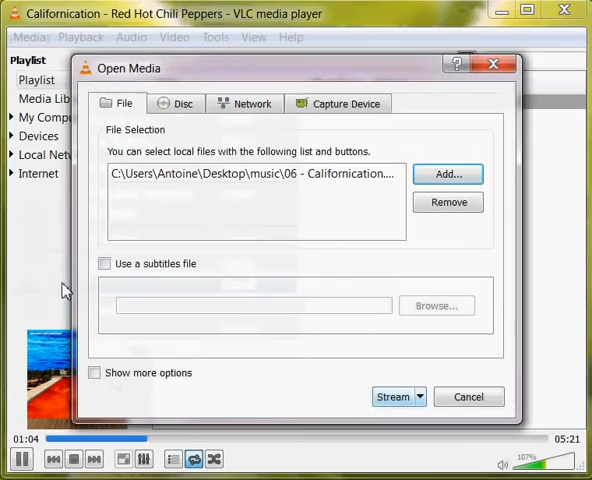 Californication - Red Hot Chili Peppers - VLC media player
Media Playback Audio Video Tools View Help
Playlist
Playlist
Media Lib
My Compu
Devices
Local Netw
Internet
Open Media
?
File Disc Network Capture Device
File Selection
You can select local files with the following list and buttons.
C:\Users\Antoine\Desktop\music\06 - Californication....
Add...
Remove
Use a subtitles file
Browse...
Show more options
Stream Cancel
01:04 05:21
107%